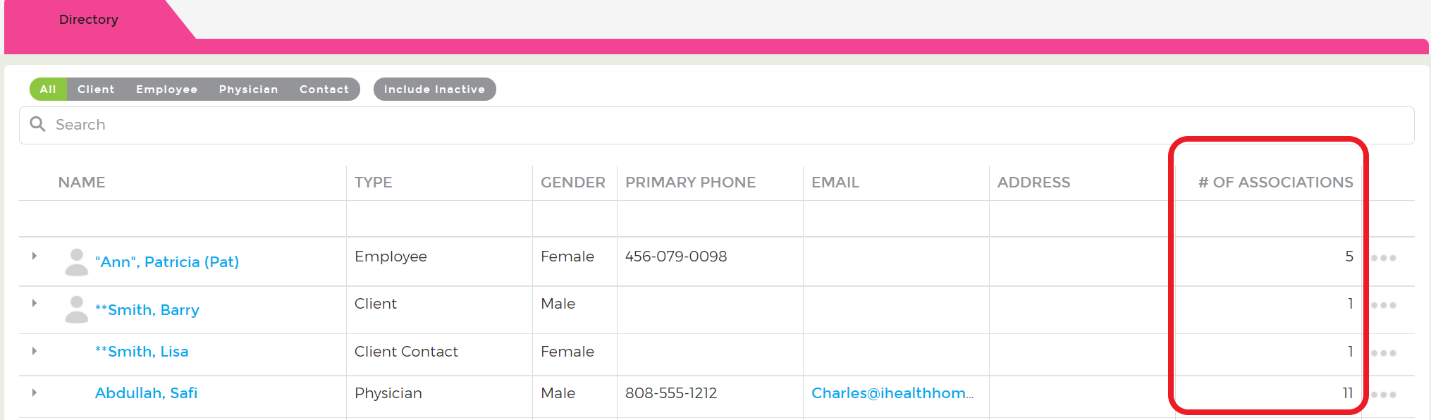 Directory
All Client Employee Physician Contact Include Inactive
Search
NAME TYPE GENDER PRIMARY PHONE EMAIL ADDRESS # OF ASSOCIATIONS
"Ann", Patricia (Pat) Employee Female 456-079-0098 5
**Smith, Barry Client Male 1
**Smith, Lisa Client Contact Female 1
Abdullah, Safi Physician Male 808-555-1212 Charles@ihealthhom... 11